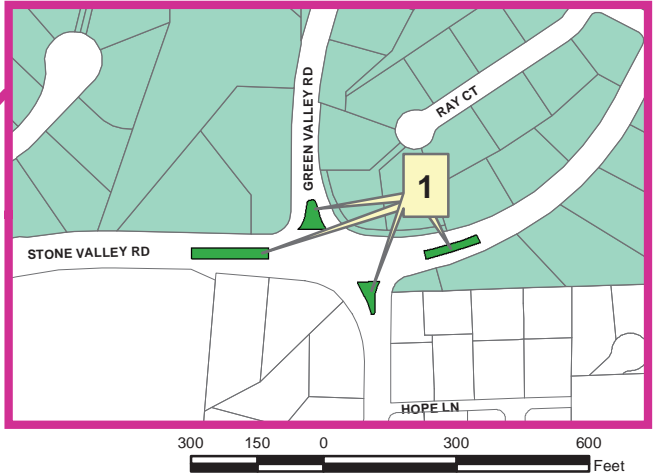 GREEN VALLEY RD
RAY CT
1
STONE VALLEY RD
HOPE LN
300 150 0 300 600
Feet